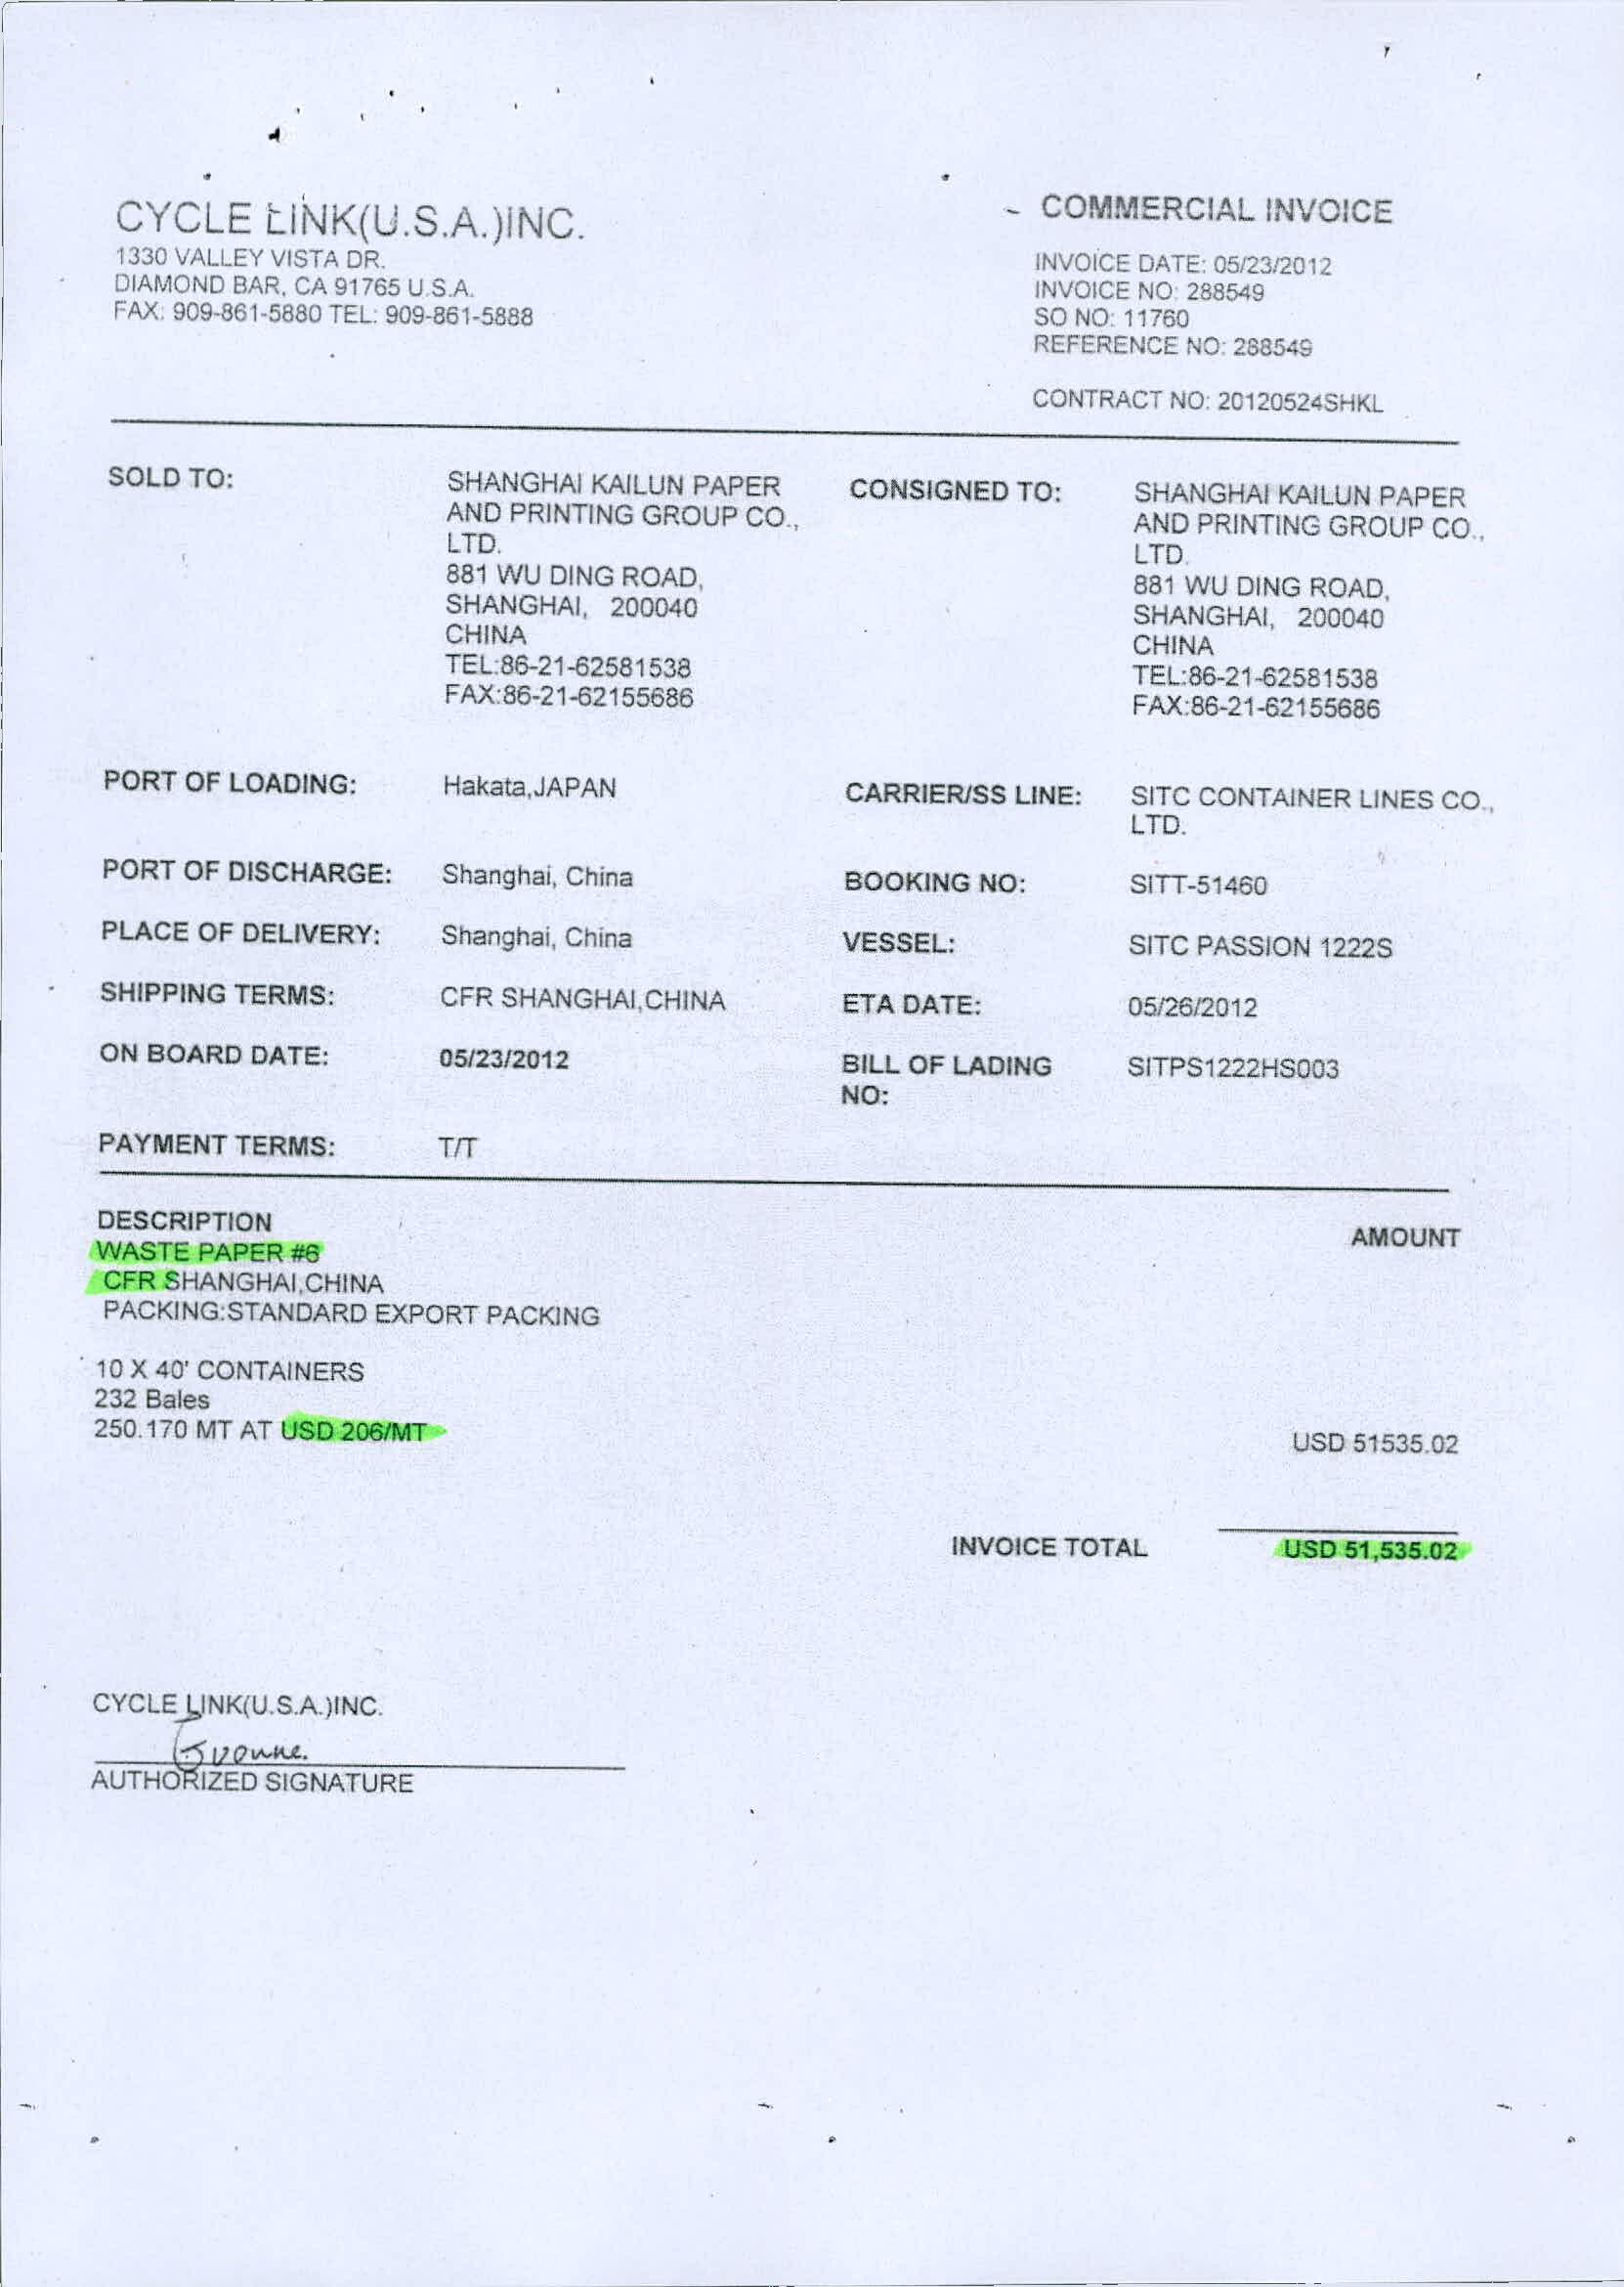 CYCLE LINK(U.S.A.)INC.
1330 VALLEY VISTA DR.
DIAMOND BAR, CA 91765 U.S.A.
FAX: 909-861-5880 TEL: 909-861-5888
COMMERCIAL INVOICE
INVOICE DATE: 05/23/2012
INVOICE NO: 288549
SO NO: 11760
REFERENCE NO: 288549
CONTRACT NO: 20120524SHKL
SOLD TO:
SHANGHAI KAILUN PAPER
AND PRINTING GROUP CO.,
LTD.
881 WU DING ROAD,
SHANGHAI, 200040
CHINA
TEL:86-21-62581538
FAX:86-21-62155686
CONSIGNED TO:
SHANGHAI KAILUN PAPER
AND PRINTING GROUP CO.,
LTD.
881 WU DING ROAD,
SHANGHAI, 200040
CHINA
TEL:86-21-62581538
FAX:86-21-62155686
PORT OF LOADING: Hakata,JAPAN
CARRIER/SS LINE: SITC CONTAINER LINES CO.,
LTD.
PORT OF DISCHARGE: Shanghai, China
BOOKING NO: SITT-51460
PLACE OF DELIVERY: Shanghai, China
VESSEL: SITC PASSION 1222S
SHIPPING TERMS: CFR SHANGHAI,CHINA
ETA DATE: 05/26/2012
ON BOARD DATE: 05/23/2012
BILL OF LADING SITPS1222HS003
NO:
PAYMENT TERMS: T/T
DESCRIPTION
AMOUNT
WASTE PAPER #6
CFR SHANGHAI,CHINA
PACKING:STANDARD EXPORT PACKING
10 X 40' CONTAINERS
232 Bales
250.170 MT AT USD 206/MT
USD 51535.02
INVOICE TOTAL USD 51,535.02
CYCLE LINK(U.S.A.)INC.
Yvonne.
AUTHORIZED SIGNATURE